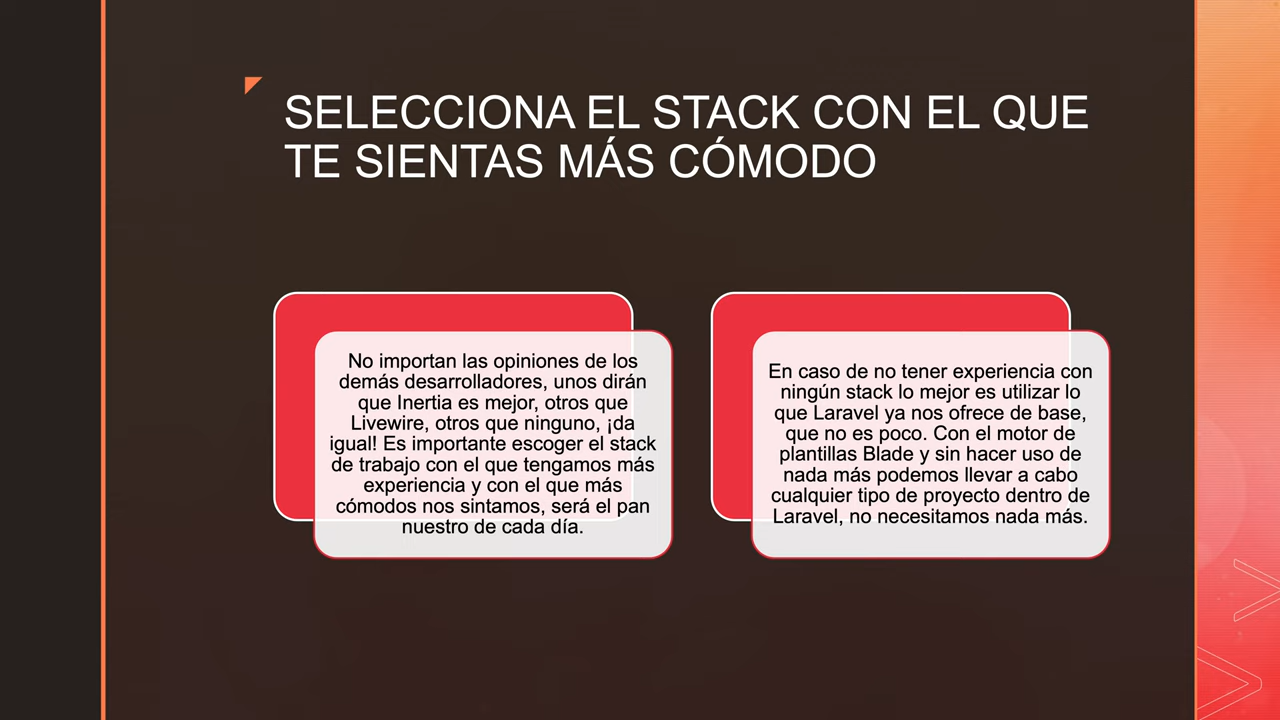 SELECCIONA EL STACK CON EL QUE
TE SIENTAS MÁS CÓMODO
No importan las opiniones de los
demás desarrolladores, unos dirán
que Inertia es mejor, otros que
Livewire, otros que ninguno, ¡da
igual! Es importante escoger el stack
de trabajo con el que tengamos más
experiencia y con el que más
cómodos nos sintamos, será el pan
nuestro de cada día.
En caso de no tener experiencia con
ningún stack lo mejor es utilizar lo
que Laravel ya nos ofrece de base,
que no es poco. Con el motor de
plantillas Blade y sin hacer uso de
nada más podemos llevar a cabo
cualquier tipo de proyecto dentro de
Laravel, no necesitamos nada más.